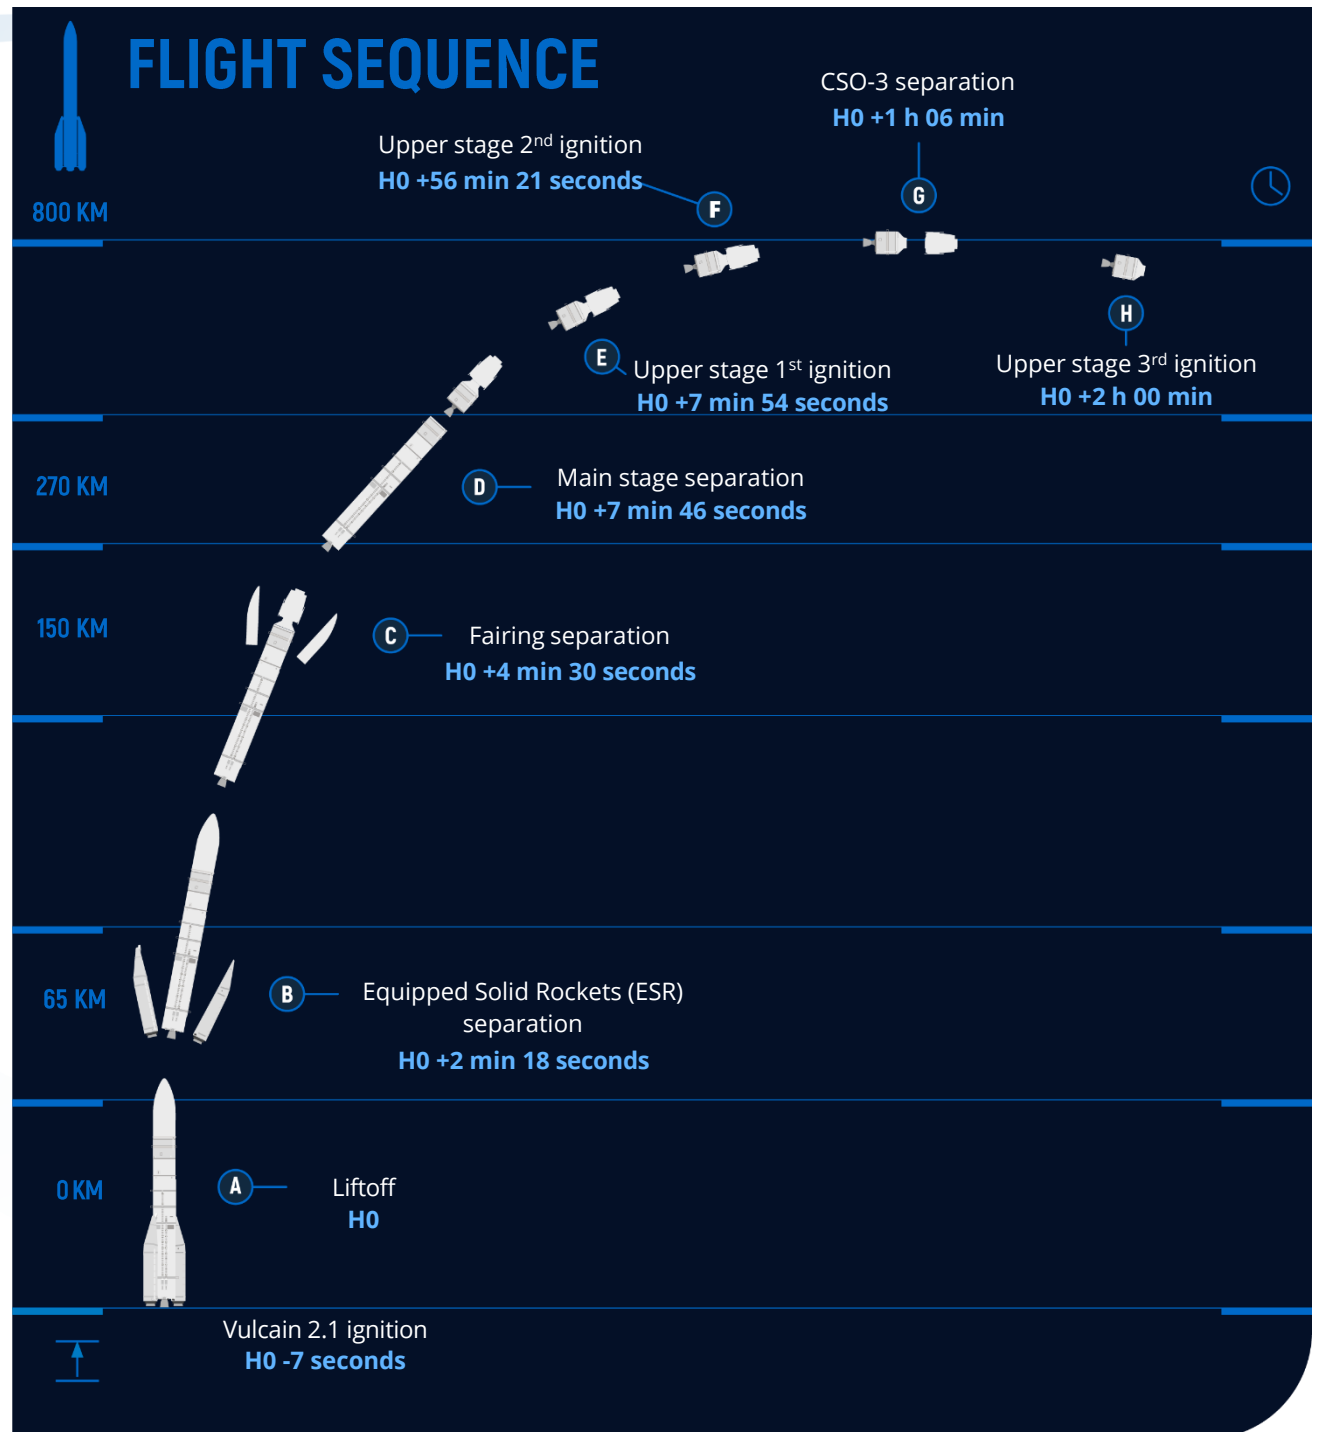 FLIGHT SEQUENCE
CSO-3 separation
H0 +1 h 06 min
Upper stage 2nd ignition
H0 +56 min 21 seconds
F
G
800 KM
H
E
Upper stage 1st ignition
H0 +7 min 54 seconds
Upper stage 3rd ignition
H0 +2 h 00 min
270 KM
D
Main stage separation
H0 +7 min 46 seconds
150 KM
C
Fairing separation
H0 +4 min 30 seconds
65 KM
B
Equipped Solid Rockets (ESR)
separation
H0 +2 min 18 seconds
0 KM
A
Liftoff
H0
Vulcain 2.1 ignition
H0 -7 seconds